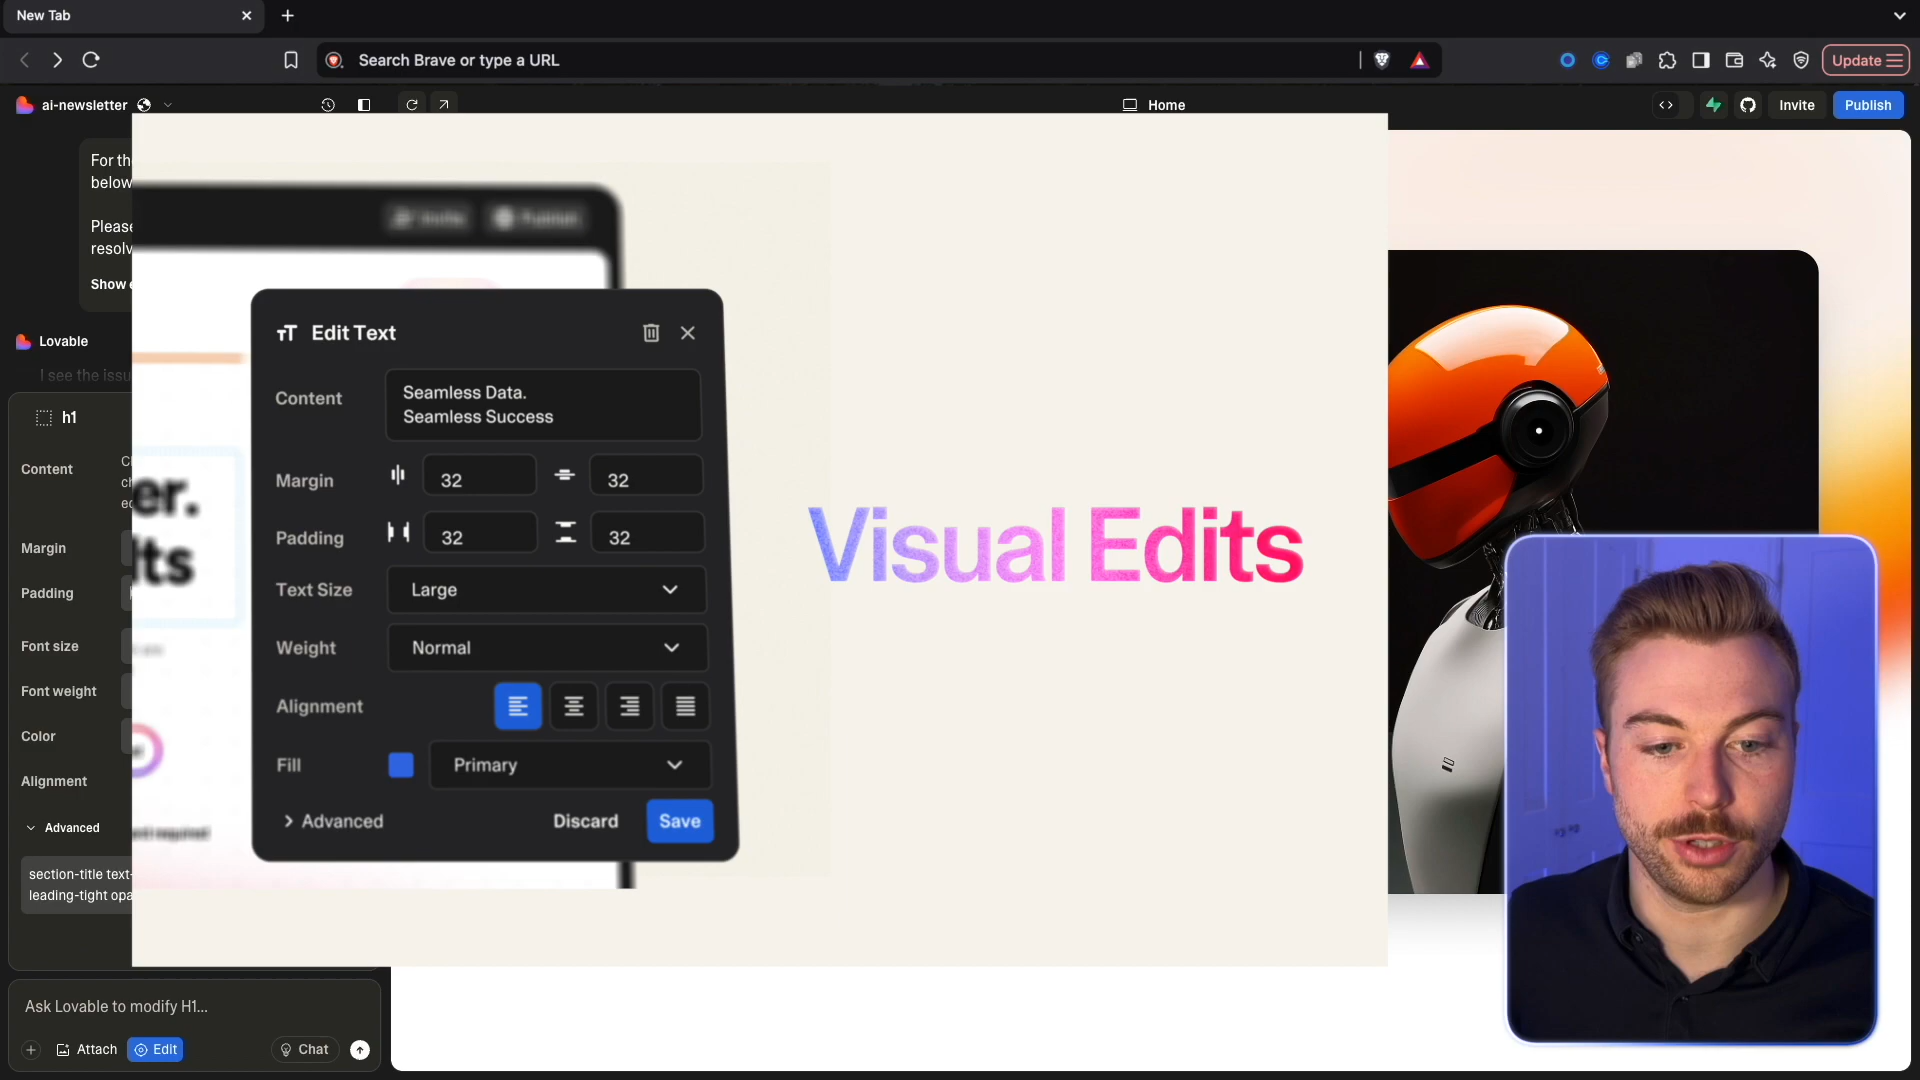 New Tab
Search Brave or type a URL
Update
ai-newsletter
Home
Invite
Publish
For th
below
Please
resolv
Show
Lovable
I see the issu
h1
Content
Margin
Padding
Font size
Font weight
Color
Alignment
Advanced
section-title text-
leading-tight opa
Ask Lovable to modify H1...
Attach
Edit
Chat
Invite
Publish
er.
its
Edit Text
Content
Seamless Data.
Seamless Success
Margin
32
32
Padding
32
32
Text Size
Large
Weight
Normal
Alignment
Fill
Primary
Advanced
Discard
Save
Visual Edits